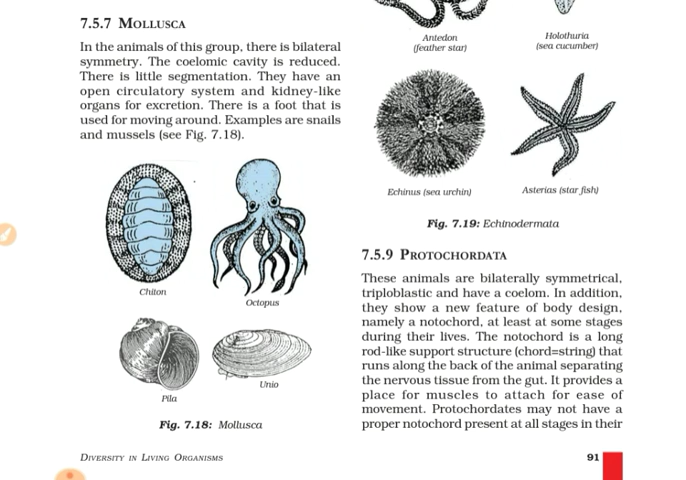 7.5.7 MOLLUSCA
In the animals of this group, there is bilateral
symmetry. The coelomic cavity is reduced.
There is little segmentation. They have an
open circulatory system and kidney-like
organs for excretion. There is a foot that is
used for moving around. Examples are snails
and mussels (see Fig. 7.18).
Chiton
Octopus
Pila
Unio
Fig. 7.18: Mollusca
Antedon
(feather star)
Holothuria
(sea cucumber)
Echinus (sea urchin)
Asterias (star fish)
Fig. 7.19: Echinodermata
7.5.9 PROTOCHORDATA
These animals are bilaterally symmetrical,
triploblastic and have a coelom. In addition,
they show a new feature of body design,
namely a notochord, at least at some stages
during their lives. The notochord is a long
rod-like support structure (chord=string) that
runs along the back of the animal separating
the nervous tissue from the gut. It provides a
place for muscles to attach for ease of
movement. Protochordates may not have a
proper notochord present at all stages in their
DIVERSITY IN LIVING ORGANISMS
91